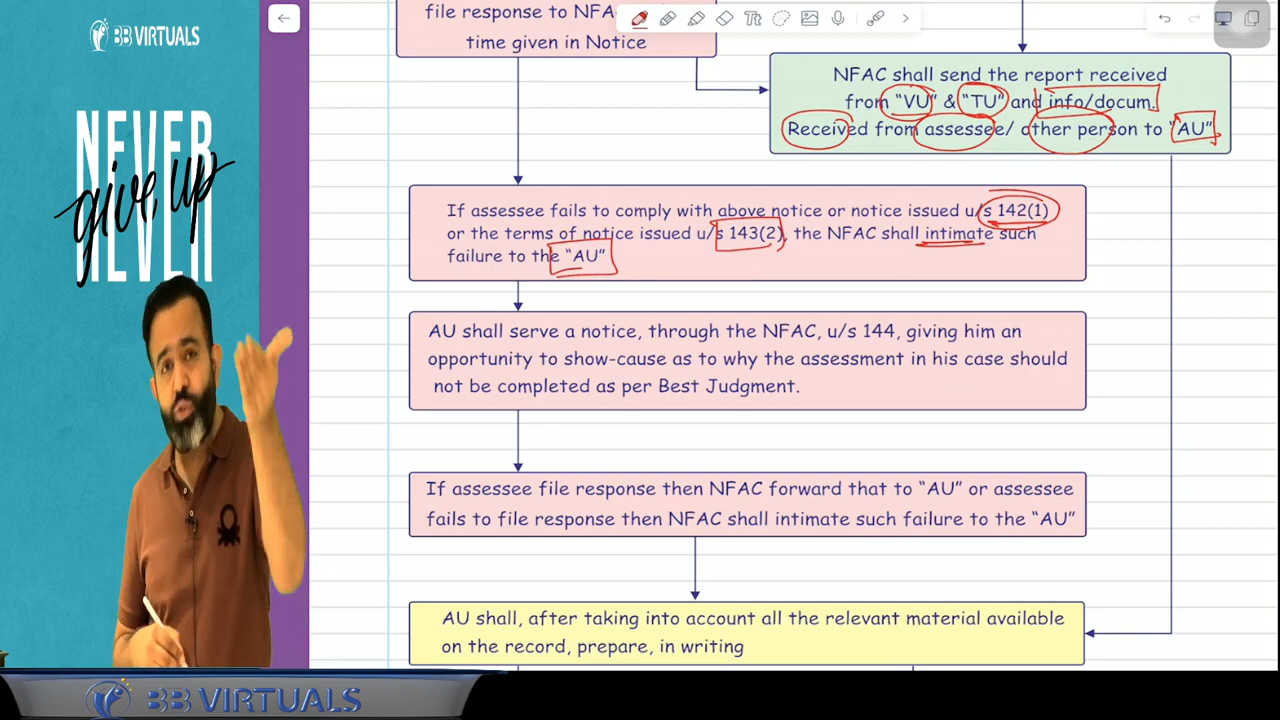 BB VIRTUALS
NEVER
give up
NEVER
file response to NFA
time given in Notice
Tt
NFAC shall send the report received
from “VU” & “TU” and info/docum.
Received from assessee/ other person to “AU”
If assessee fails to comply with above notice or notice issued u/s 142(1)
or the terms of notice issued u/s 143(2), the NFAC shall intimate such
failure to the “AU”
AU shall serve a notice, through the NFAC, u/s 144, giving him an
opportunity to show-cause as to why the assessment in his case should
not be completed as per Best Judgment.
If assessee file response then NFAC forward that to “AU” or assessee
fails to file response then NFAC shall intimate such failure to the “AU”
AU shall, after taking into account all the relevant material available
on the record, prepare, in writing
BB VIRTUALS